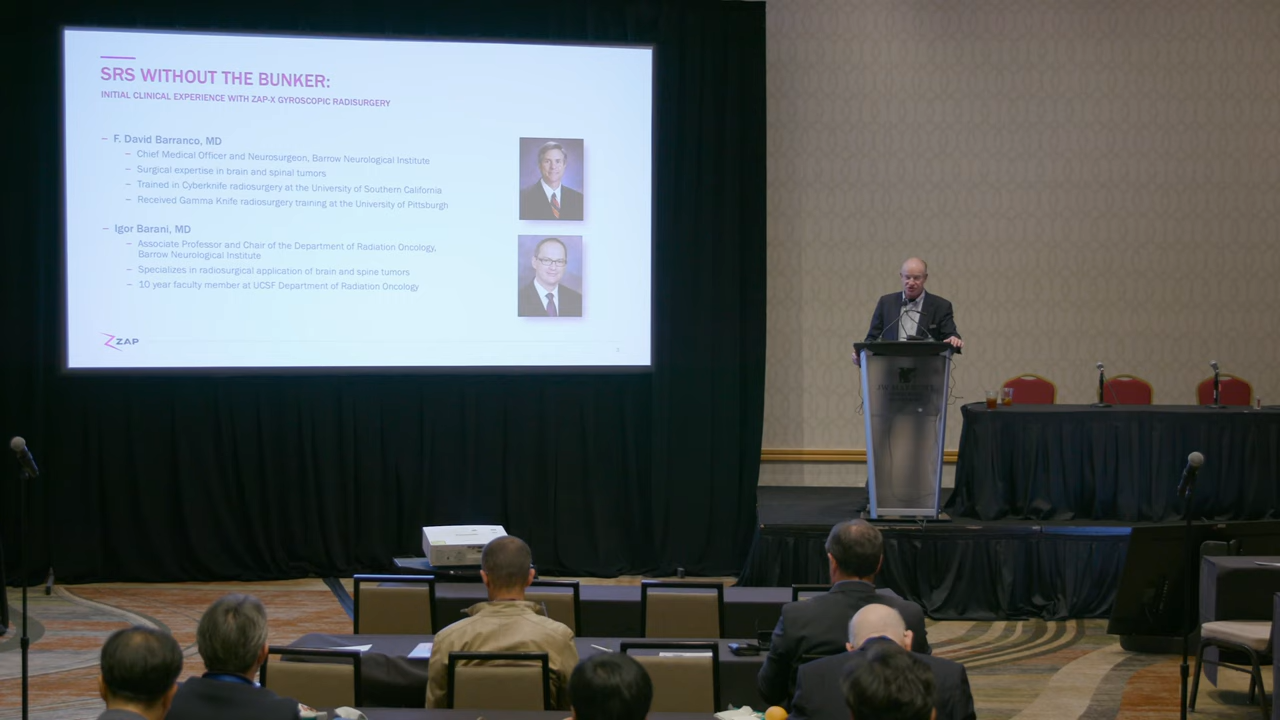 SRS WITHOUT THE BUNKER:
INITIAL CLINICAL EXPERIENCE WITH ZAP-X GYROSCOPIC RADISURGERY
– F. David Barranco, MD
– Chief Medical Officer and Neurosurgeon, Barrow Neurological Institute
– Surgical expertise in brain and spinal tumors
– Trained in Cyberknife radiosurgery at the University of Southern California
– Received Gamma Knife radiosurgery training at the University of Pittsburgh
– Igor Barani, MD
– Associate Professor and Chair of the Department of Radiation Oncology,
Barrow Neurological Institute
– Specializes in radiosurgical application of brain and spine tumors
– 10 year faculty member at UCSF Department of Radiation Oncology
ZAP